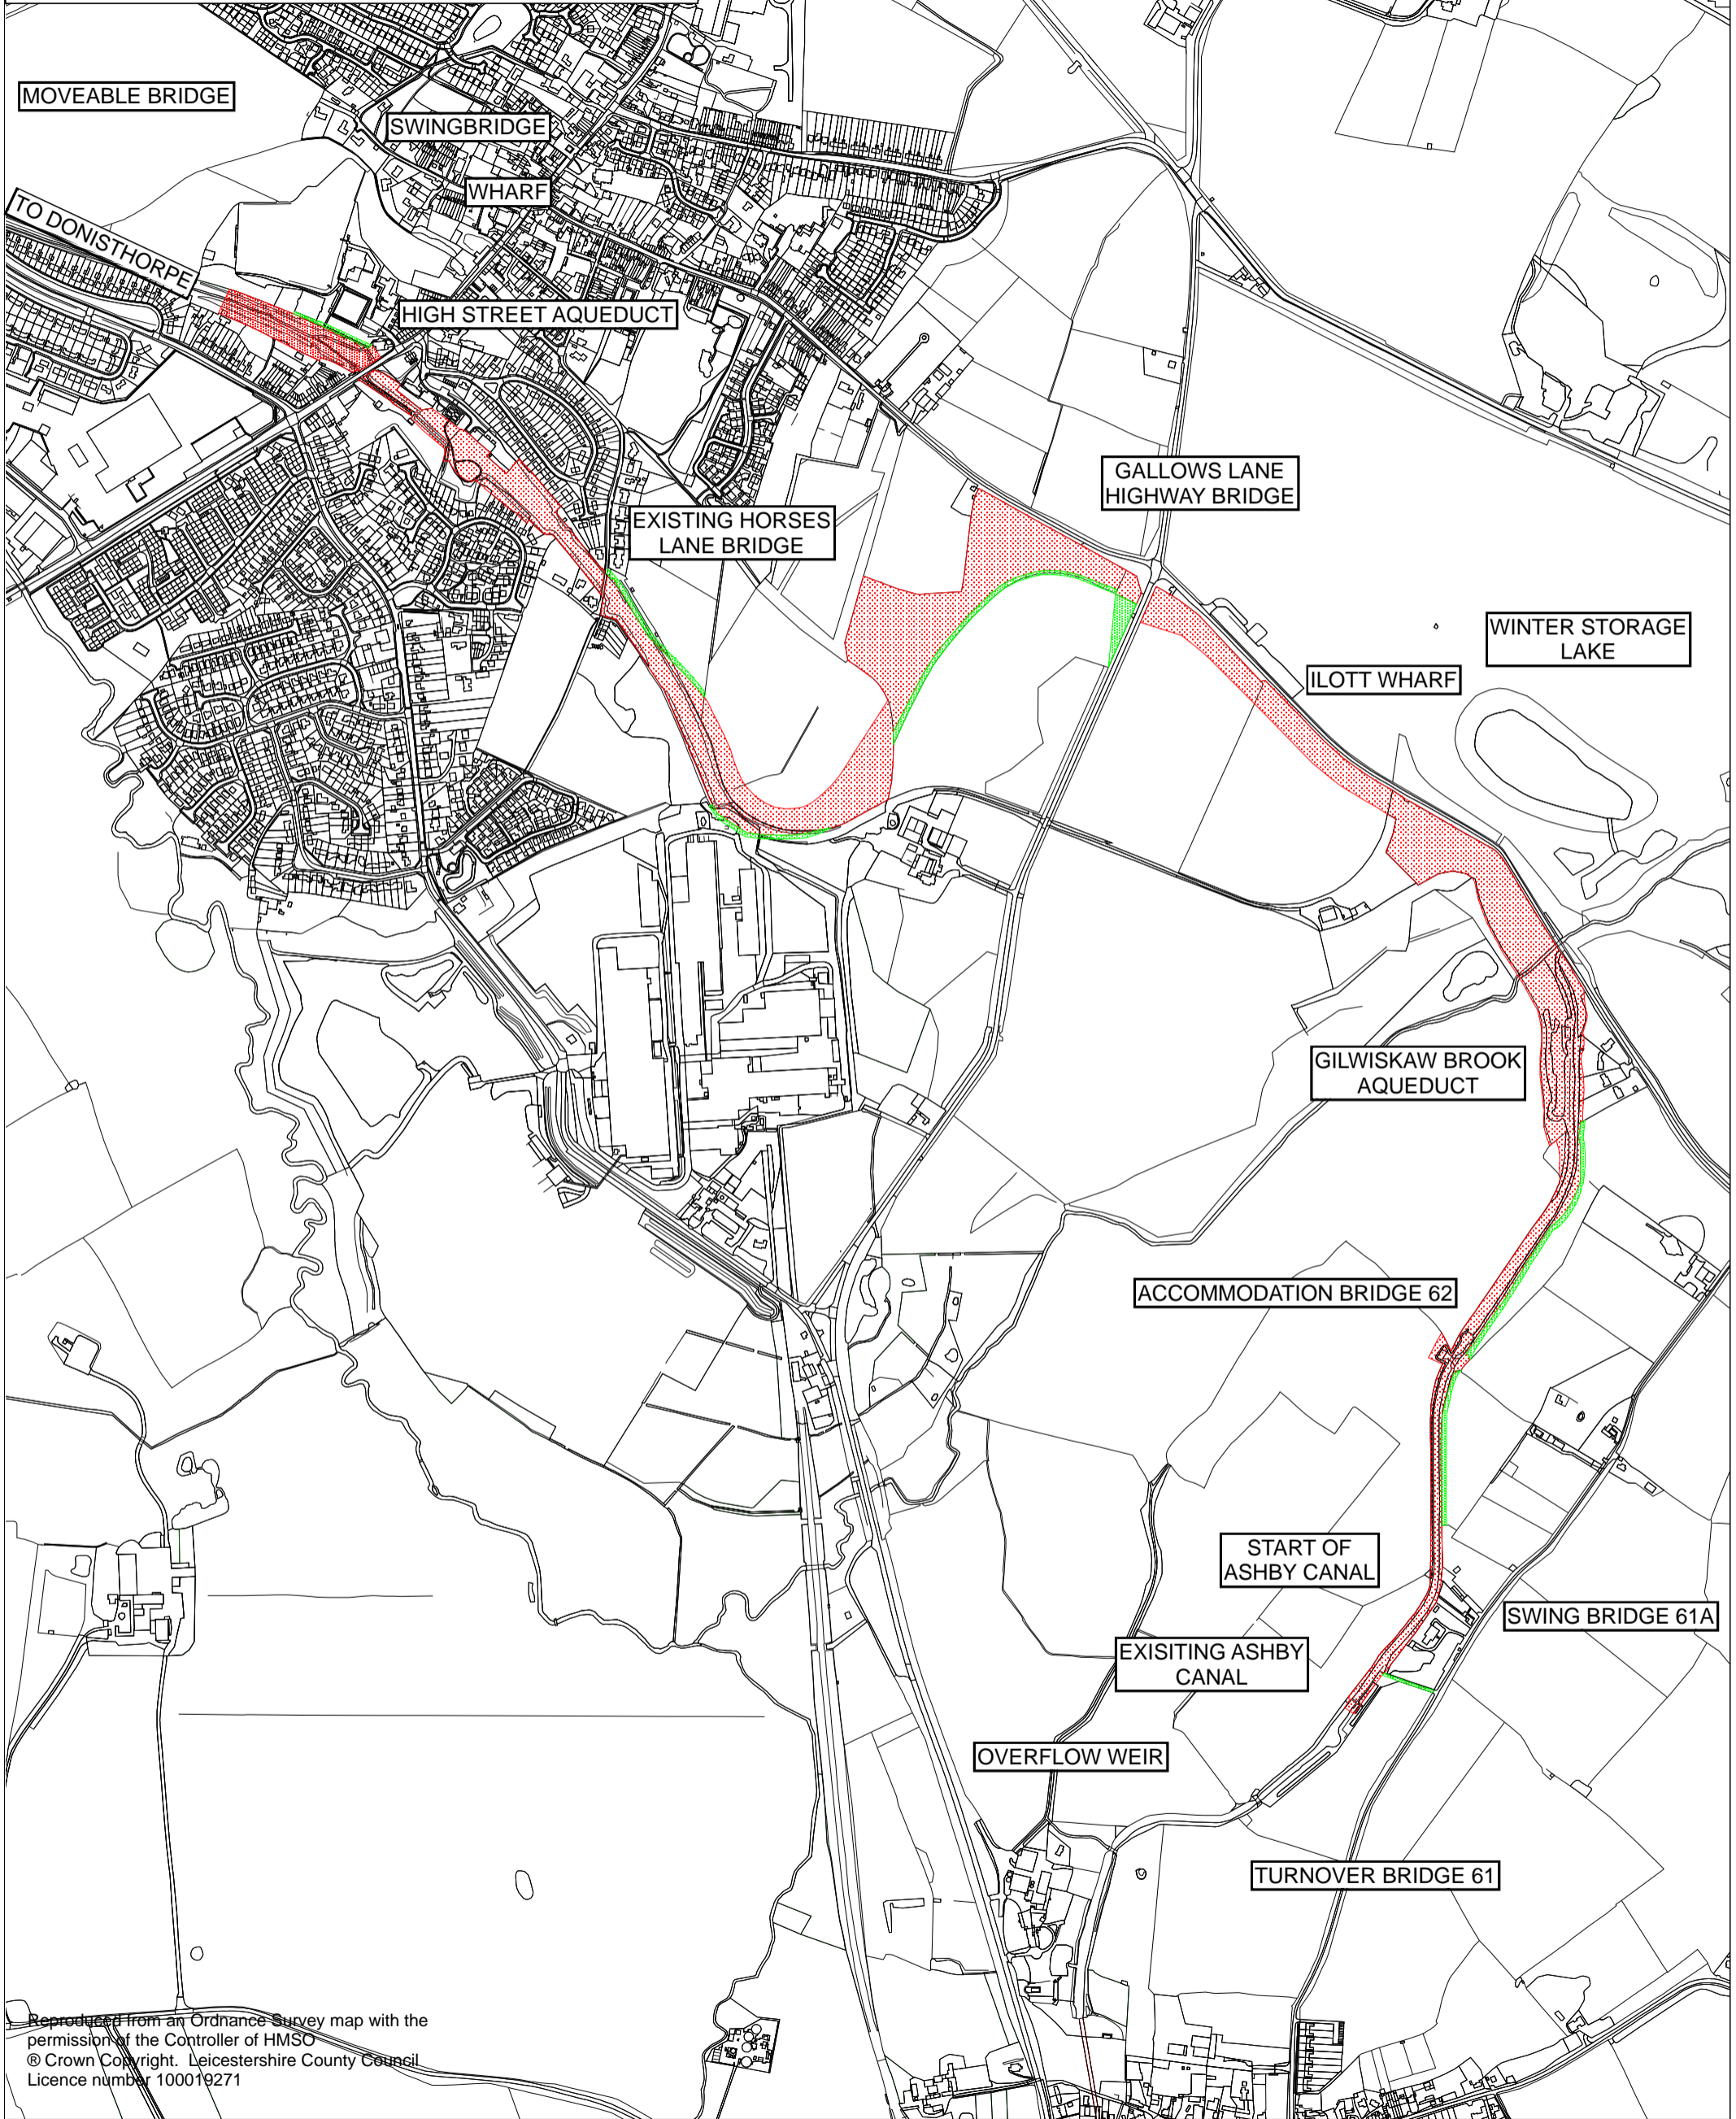 MOVEABLE BRIDGE
SWINGBRIDGE
WHARF
TO DONISTHORPE
HIGH STREET AQUEDUCT
GALLOWS LANE
HIGHWAY BRIDGE
EXISTING HORSES
LANE BRIDGE
WINTER STORAGE
LAKE
ILOTT WHARF
GILWISKAW BROOK
AQUEDUCT
ACCOMMODATION BRIDGE 62
START OF
ASHBY CANAL
SWING BRIDGE 61A
EXISITING ASHBY
CANAL
OVERFLOW WEIR
TURNOVER BRIDGE 61
Reproduced from an Ordnance Survey map with the
permission of the Controller of HMSO
® Crown Copyright. Leicestershire County Council
Licence number 100019271